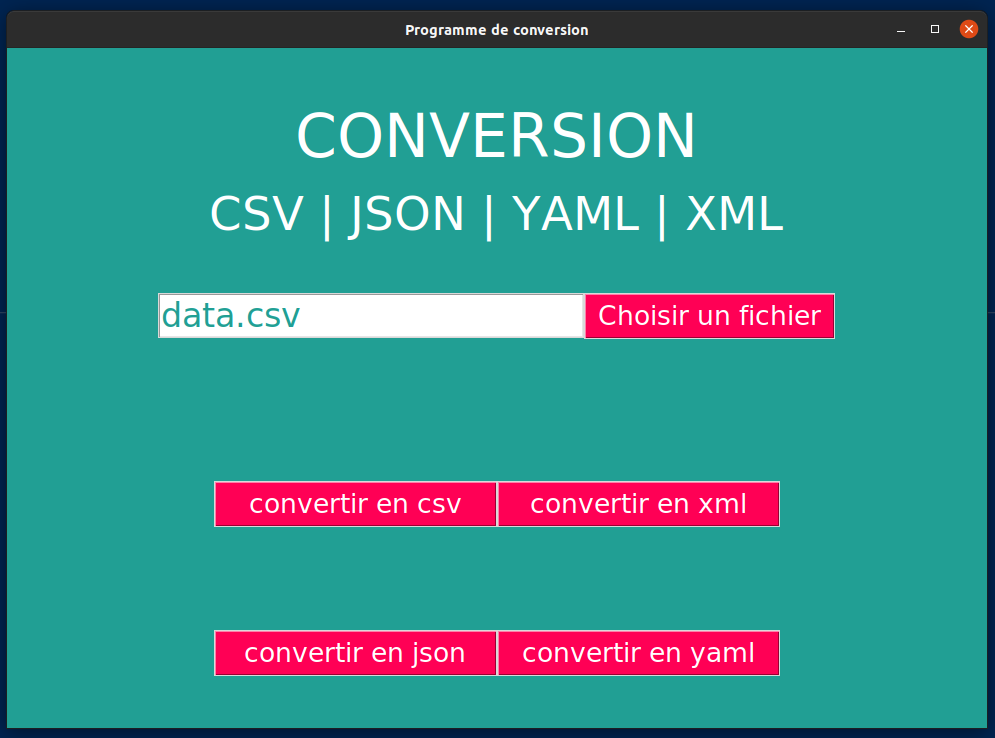 Programme de conversion
CONVERSION
CSV | JSON | YAML | XML
data.csv Choisir un fichier
convertir en csv convertir en xml
convertir en json convertir en yaml